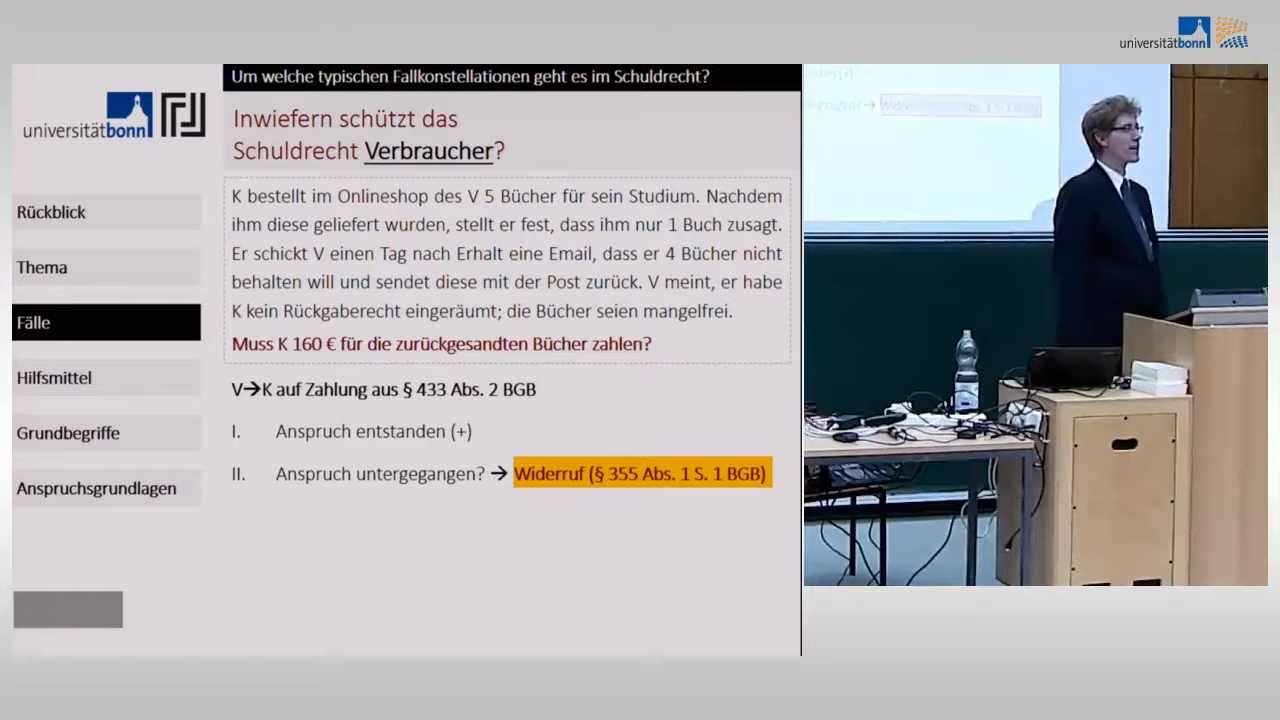 universitätbonn
Um welche typischen Fallkonstellationen geht es im Schuldrecht?
universitätbonn
Inwiefern schützt das
Schuldrecht Verbraucher?
K bestellt im Onlineshop des V 5 Bücher für sein Studium. Nachdem
ihm diese geliefert wurden, stellt er fest, dass ihm nur 1 Buch zusagt.
Er schickt V einen Tag nach Erhalt eine Email, dass er 4 Bücher nicht
behalten will und sendet diese mit der Post zurück. V meint, er habe
K kein Rückgaberecht eingeräumt; die Bücher seien mangelfrei.
Muss K 160 € für die zurückgesandten Bücher zahlen?
V→K auf Zahlung aus § 433 Abs. 2 BGB
I. Anspruch entstanden (+)
II. Anspruch untergegangen? → Widerruf (§ 355 Abs. 1 S. 1 BGB)
Rückblick
Thema
Fälle
Hilfsmittel
Grundbegriffe
Anspruchsgrundlagen